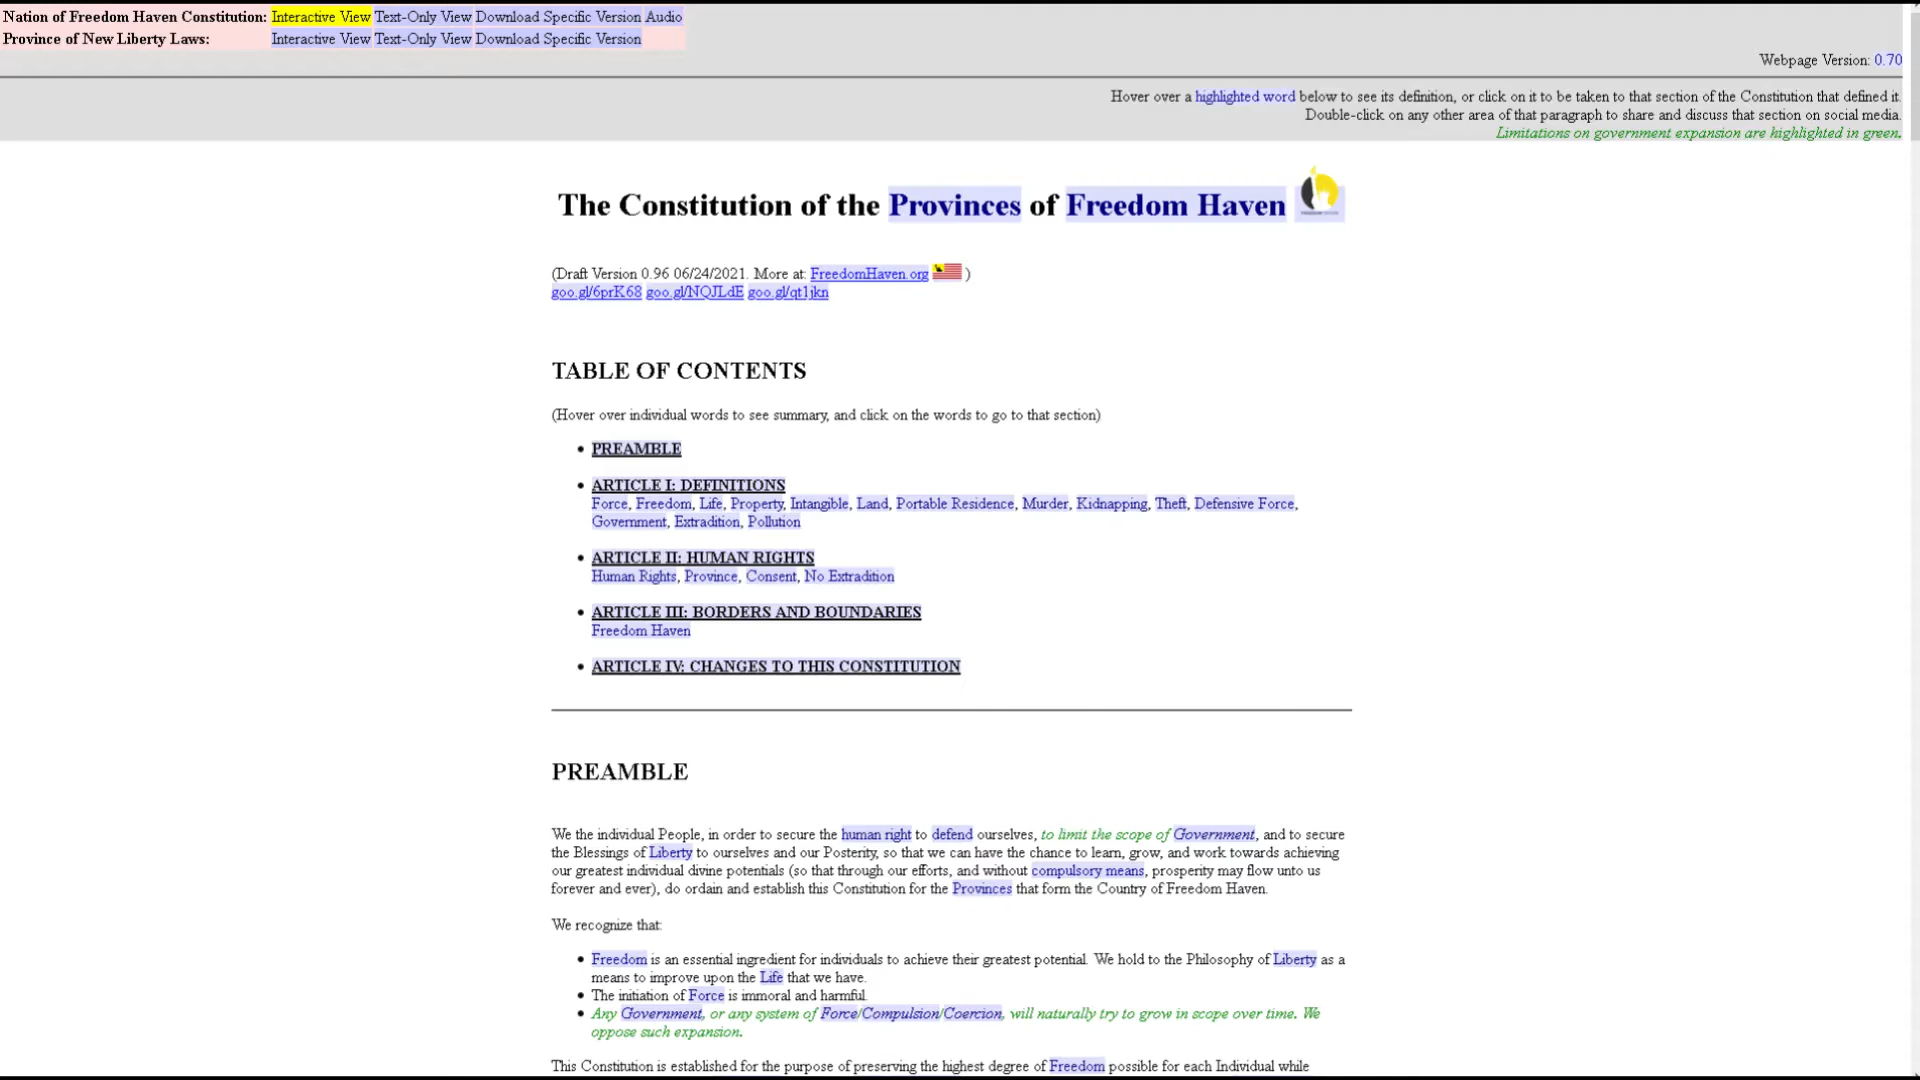 Nation of Freedom Haven Constitution: Interactive View Text-Only View Download Specific Version Audio
Province of New Liberty Laws: Interactive View Text-Only View Download Specific Version
Webpage Version: 0.70
Hover over a highlighted word below to see its definition, or click on it to be taken to that section of the Constitution that defined it.
Double-click on any other area of that paragraph to share and discuss that section on social media.
Limitations on government expansion are highlighted in green.
The Constitution of the Provinces of Freedom Haven
(Draft Version 0.96 06/24/2021. More at: FreedomHaven.org )
goo.gl/6prK68 goo.gl/NQJLdE goo.gl/qt1jkn
TABLE OF CONTENTS
(Hover over individual words to see summary, and click on the words to go to that section)
• PREAMBLE
• ARTICLE I: DEFINITIONS
Force, Freedom, Life, Property, Intangible, Land, Portable Residence, Murder, Kidnapping, Theft, Defensive Force,
Government, Extradition, Pollution
• ARTICLE II: HUMAN RIGHTS
Human Rights, Province, Consent, No Extradition
• ARTICLE III: BORDERS AND BOUNDARIES
Freedom Haven
• ARTICLE IV: CHANGES TO THIS CONSTITUTION
PREAMBLE
We the individual People, in order to secure the human right to defend ourselves, to limit the scope of Government, and to secure
the Blessings of Liberty to ourselves and our Posterity, so that we can have the chance to learn, grow, and work towards achieving
our greatest individual divine potentials (so that through our efforts, and without compulsory means, prosperity may flow unto us
forever and ever), do ordain and establish this Constitution for the Provinces that form the Country of Freedom Haven.
We recognize that:
• Freedom is an essential ingredient for individuals to achieve their greatest potential. We hold to the Philosophy of Liberty as a
means to improve upon the Life that we have.
• The initiation of Force is immoral and harmful.
• Any Government, or any system of Force/Compulsion/Coercion, will naturally try to grow in scope over time. We
oppose such expansion.
This Constitution is established for the purpose of preserving the highest degree of Freedom possible for each Individual while